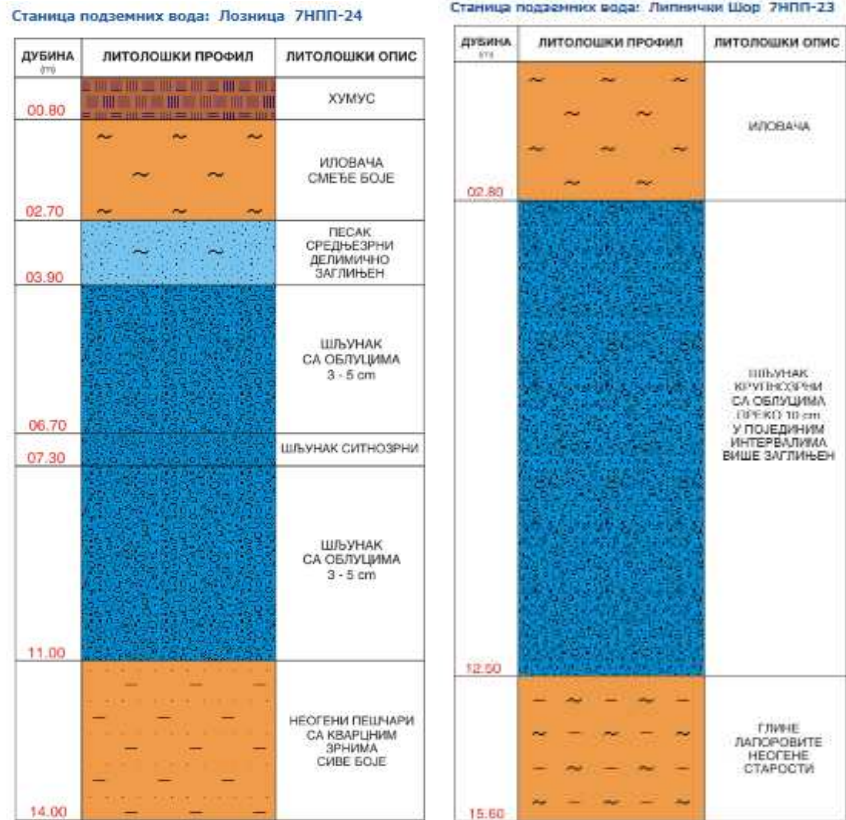 Станица подземних вода: Лозница 7НПП-24
ДУБИНА
(m)
ЛИТОЛОШКИ ПРОФИЛ
ЛИТОЛОШКИ ОПИС
00.80
ХУМУС
ИЛОВАЧА
СМЕЂЕ БОЈЕ
02.70
ПЕСАК
СРЕДЊЕЗРНИ
ДЕЛИМИЧНО
ЗАГЛИЊЕН
03.90
ШЉУНАК
СА ОБЛУЦИМА
3 - 5 cm
06.70
ШЉУНАК СИТНОЗРНИ
07.30
ШЉУНАК
СА ОБЛУЦИМА
3 - 5 cm
11.00
НЕОГЕНИ ПЕШЧАРИ
СА КВАРЦНИМ
ЗРНИМА
СИВЕ БОЈЕ
14.00
Станица подземних вода: Липнички Шор 7НПП-23
ДУБИНА
(m)
ЛИТОЛОШКИ ПРОФИЛ
ЛИТОЛОШКИ ОПИС
ИЛОВАЧА
02.80
ШЉУНАК
КРУПНОЗРНИ
СА ОБЛУЦИМА
ПРЕКО 10 cm
У ПОЈЕДИНИМ
ИНТЕРВАЛИМА
ВИШЕ ЗАГЛИЊЕН
12.50
ГЛИНЕ
ЛАПОРОВИТЕ
НЕОГЕНЕ
СТАРОСТИ
15.60